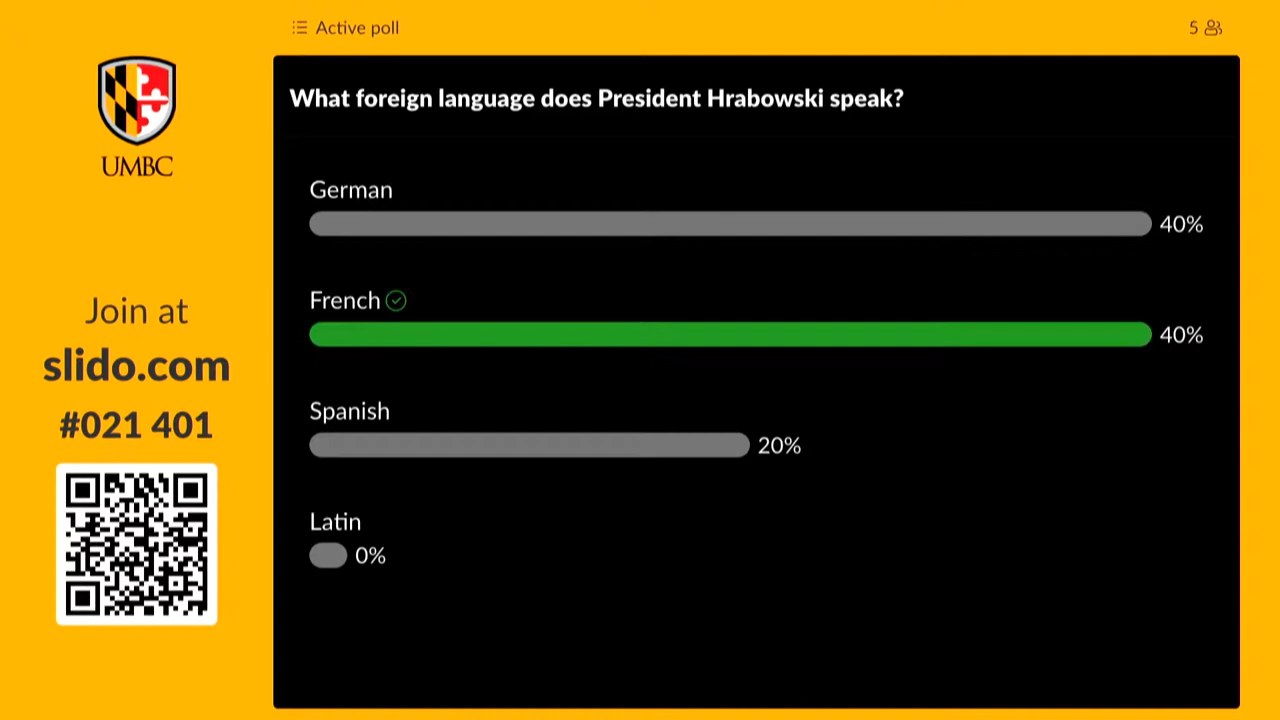 Active poll
5
UMBC
What foreign language does President Hrabowski speak?
German
40%
French
40%
Spanish
20%
Latin
0%
Join at
slido.com
#021 401